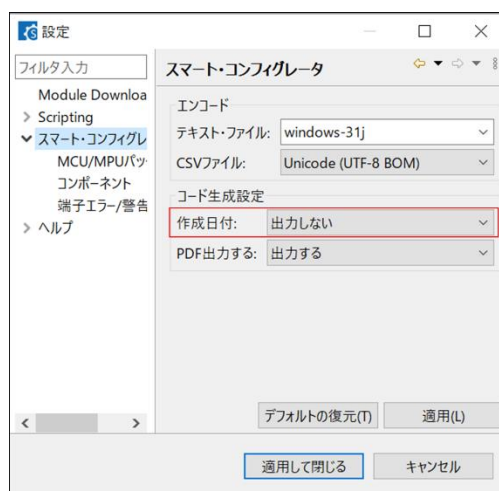 設定
フィルタ入力
スマート・コンフィグレータ
Module Downloa
Scripting
スマート・コンフィグレ
MCU/MPUパッ
コンポーネント
端子エラー/警告
ヘルプ
エンコード
テキスト・ファイル: windows-31j
CSVファイル: Unicode (UTF-8 BOM)
コード生成設定
作成日付: 出力しない
PDF出力する: 出力する
デフォルトの復元(T) 適用(L)
適用して閉じる キャンセル